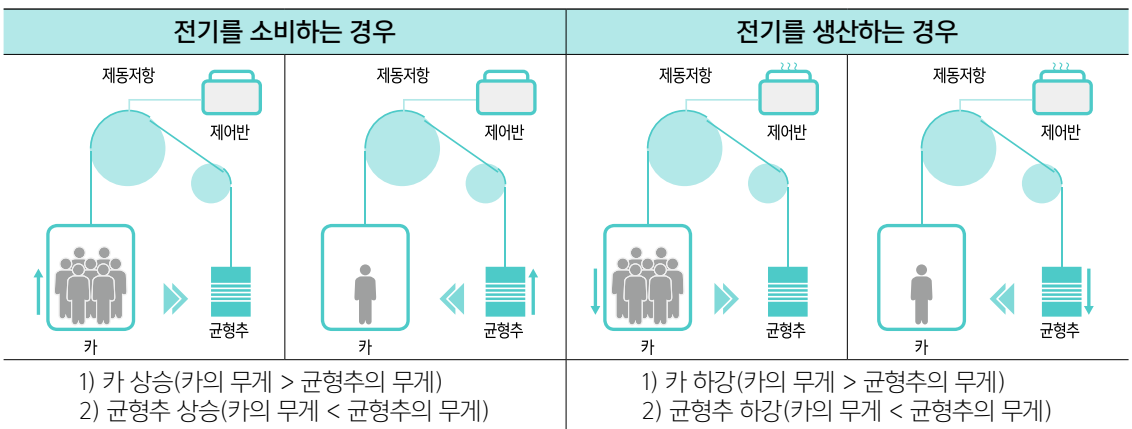 전기를 소비하는 경우
전기를 생산하는 경우
제동저항
제어반
카
균형추
제동저항
제어반
카
균형추
제동저항
제어반
카
균형추
제동저항
제어반
카
균형추
1) 카 상승(카의 무게 > 균형추의 무게)
2) 균형추 상승(카의 무게 < 균형추의 무게)
1) 카 하강(카의 무게 > 균형추의 무게)
2) 균형추 하강(카의 무게 < 균형추의 무게)